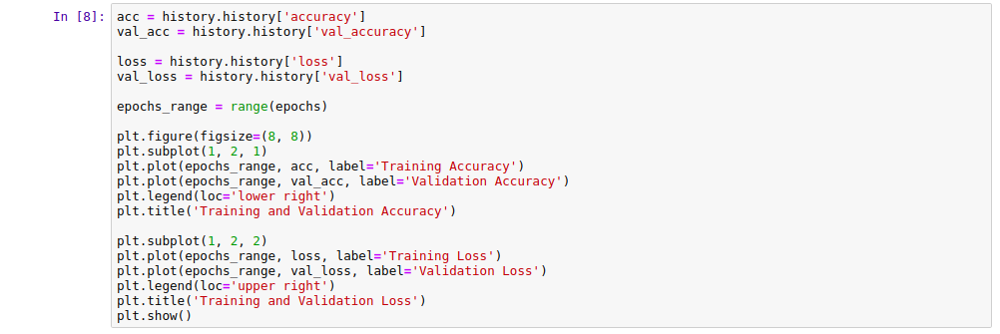 In [8]: acc = history.history['accuracy']
val_acc = history.history['val_accuracy']
loss = history.history['loss']
val_loss = history.history['val_loss']
epochs_range = range(epochs)
plt.figure(figsize=(8, 8))
plt.subplot(1, 2, 1)
plt.plot(epochs_range, acc, label='Training Accuracy')
plt.plot(epochs_range, val_acc, label='Validation Accuracy')
plt.legend(loc='lower right')
plt.title('Training and Validation Accuracy')
plt.subplot(1, 2, 2)
plt.plot(epochs_range, loss, label='Training Loss')
plt.plot(epochs_range, val_loss, label='Validation Loss')
plt.legend(loc='upper right')
plt.title('Training and Validation Loss')
plt.show()